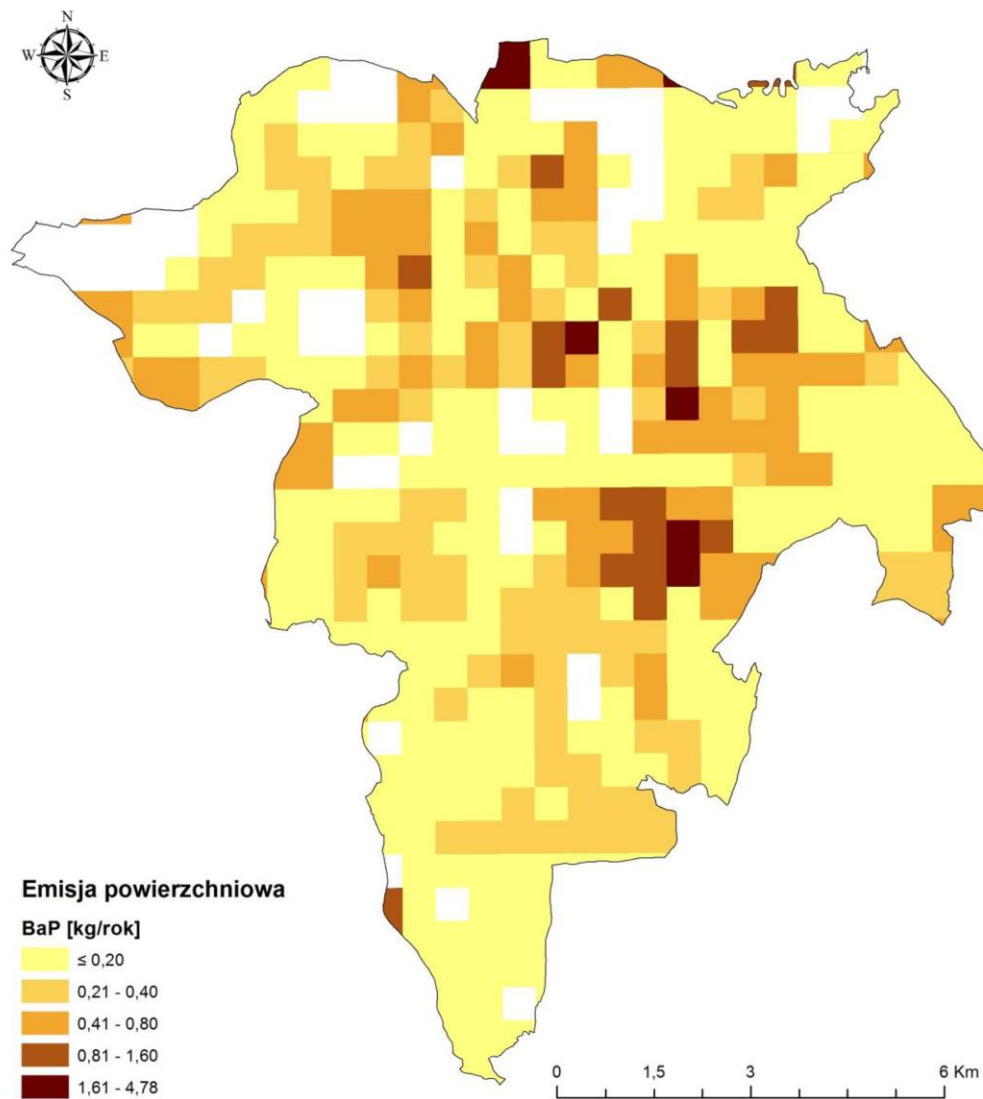 N
W E
S
Emisja powierzchniowa
BaP [kg/rok]
≤ 0,20
0,21 - 0,40
0,41 - 0,80
0,81 - 1,60
1,61 - 4,78
0 1,5 3 6 Km